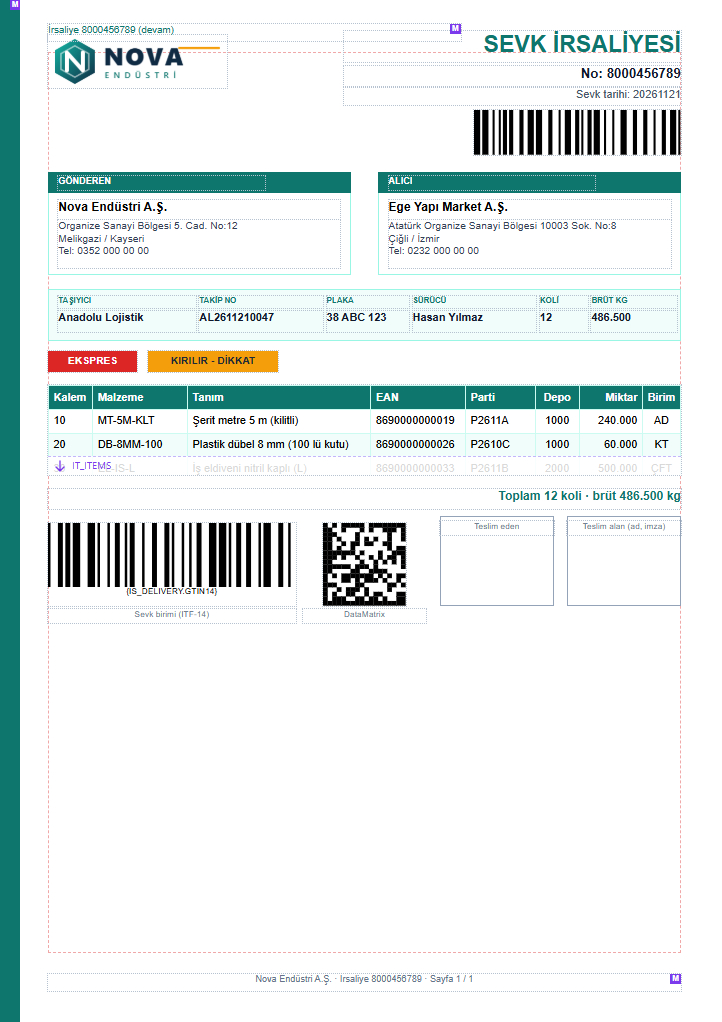 M
İrsaliye 8000456789 (devam)
M
NOVA
ENDÜSTRİ
SEVK İRSALİYESİ
No: 8000456789
Sevk tarihi: 20261121
GÖNDEREN
Nova Endüstri A.Ş.
Organize Sanayi Bölgesi 5. Cad. No:12
Melikgazi / Kayseri
Tel: 0352 000 00 00
ALICI
Ege Yapı Market A.Ş.
Atatürk Organize Sanayi Bölgesi 10003 Sok. No:8
Çiğli / İzmir
Tel: 0232 000 00 00
TAŞIYICI TAKİP NO PLAKA SÜRÜCÜ KOLİ BRÜT KG
Anadolu Lojistik AL2611210047 38 ABC 123 Hasan Yılmaz 12 486.500
EKSPRES KIRILIR - DİKKAT
Kalem Malzeme Tanım EAN Parti Depo Miktar Birim
10 MT-5M-KLT Şerit metre 5 m (kilitli) 8690000000019 P2611A 1000 240.000 AD
20 DB-8MM-100 Plastik dübel 8 mm (100 lü kutu) 8690000000026 P2610C 1000 60.000 KT
IT_ITEMS -IS-L İş eldiveni nitril kaplı (L) 8690000000033 P2611B 2000 500.000 ÇFT
Toplam 12 koli · brüt 486.500 kg
{IS_DELIVERY.GTIN14}
Sevk birimi (ITF-14)
DataMatrix
Teslim eden
Teslim alan (ad, imza)
Nova Endüstri A.Ş. · İrsaliye 8000456789 · Sayfa 1 / 1
M